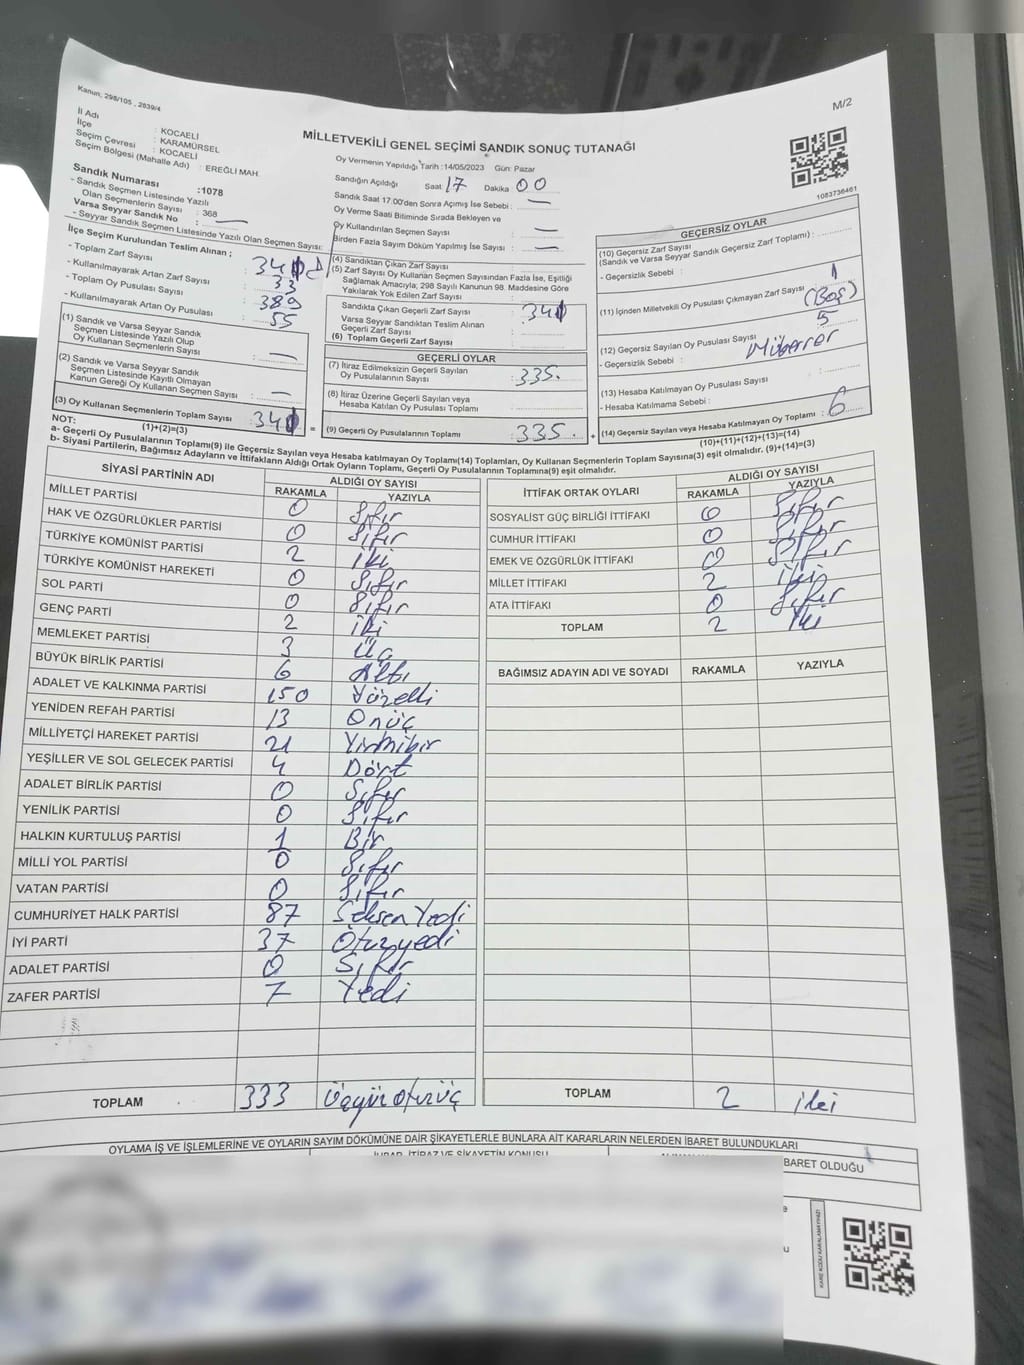 Kanun, 298/105 , 2839/4
M/2
İl Adı : KOCAELİ
İlçe : KARAMÜRSEL
Seçim Çevresi : KOCAELİ
Seçim Bölgesi (Mahalle Adı) : EREĞLİ MAH.
MİLLETVEKİLİ GENEL SEÇİMİ SANDIK SONUÇ TUTANAĞI
Oy Vermenin Yapıldığı Tarih :14/05/2023 Gün: Pazar
Sandığın Açıldığı Saat: 17 Dakika 00
Sandık Saat 17.00'den Sonra Açımış İse Sebebi: —
Oy Verme Saati Bitiminde Sırada Bekleyen ve
Oy Kullandırılan Seçmen Sayısı : —
Birden Fazla Sayım Döküm Yapılmış İse Sayısı : —
1083736461
Sandık Numarası :1078
- Sandık Seçmen Listesinde Yazılı
Olan Seçmenlerin Sayısı : 368
Varsa Seyyar Sandık No : —
- Seyyar Sandık Seçmen Listesinde Yazılı Olan Seçmen Sayısı:
İlçe Seçim Kurulundan Teslim Alınan ;
- Toplam Zarf Sayısı :
- Kullanılmayarak Artan Zarf Sayısı : 33
- Toplam Oy Pusulası : 389
- Kullanılmayarak Artan Oy Pusulası : 55
(1) Sandık ve Varsa Seyyar Sandık
Seçmen Listesinde Yazılı Olup
Oy Kullanan Seçmenlerin Sayısı : —
(2) Sandık ve Varsa Seyyar Sandık
Seçmen Listesinde Kayıtlı Olmayan
Kanun Gereği Oy Kullanan Seçmen Sayısı : —
(3) Oy Kullanan Seçmenlerin Toplam Sayısı : 341
(1)+(2)=(3)
(4) Sandıktan Çıkan Zarf Sayısı :
(5) Zarf Sayısı Oy Kullanan Seçmen Sayısından Fazla İse, Eşitliği
Sağlamak Amacıyla; 298 Sayılı Kanunun 98. Maddesine Göre
Yakılarak Yok Edilen Zarf Sayısı :
Sandıkta Çıkan Geçerli Zarf Sayısı : 341
Varsa Seyyar Sandıktan Teslim Alınan
Geçerli Zarf Sayısı :
(6) Toplam Geçerli Zarf Sayısı :
GEÇERLİ OYLAR
(7) İtiraz Edilmeksizin Geçerli Sayılan
Oy Pusulalarının Sayısı : 335.
(8) İtiraz Üzerine Geçerli Sayılan veya
Hesaba Katılan Oy Pusulası Toplamı :
= (9) Geçerli Oy Pusulalarının Toplamı : 335. +
GEÇERSİZ OYLAR
(10) Geçersiz Zarf Sayısı
(Sandık ve Varsa Seyyar Sandık Geçersiz Zarf Toplamı) :
- Geçersizlik Sebebi :
(11) İçinden Milletvekili Oy Pusulası Çıkmayan Zarf Sayısı : 1
(Boş)
(12) Geçersiz Sayılan Oy Pusulası Sayısı : 5
- Geçersizlik Sebebi : Mükerrer
(13) Hesaba Katılmayan Oy Pusulası Sayısı :
- Hesaba Katılmama Sebebi :
(14) Geçersiz Sayılan veya Hesaba Katılmayan Oy Toplamı : 6
(10)+(11)+(12)+(13)=(14)
NOT:
a- Geçerli Oy Pusulalarının Toplamı(9) ile Geçersiz Sayılan veya Hesaba Katılmayan Oy Toplamı(14) Toplamları, Oy Kullanan Seçmenlerin Toplam Sayısına(3) eşit olmalıdır. (9)+(14)=(3)
b- Siyasi Partilerin, Bağımsız Adayların ve İttifakların Aldığı Ortak Oyların Toplamı, Geçerli Oy Pusulalarının Toplamına(9) eşit olmalıdır.
SİYASİ PARTİNİN ADI ALDIĞI OY SAYISI
RAKAMLA YAZIYLA
MİLLET PARTİSİ 0 Sıfır
HAK VE ÖZGÜRLÜKLER PARTİSİ 0 Sıfır
TÜRKİYE KOMÜNİST PARTİSİ 2 iki
TÜRKİYE KOMÜNİST HAREKETİ 0 Sıfır
SOL PARTİ 0 Sıfır
GENÇ PARTİ 2 iki
MEMLEKET PARTİSİ 3 Üç
BÜYÜK BİRLİK PARTİSİ 6 Altı
ADALET VE KALKINMA PARTİSİ 150 Yüzelli
YENİDEN REFAH PARTİSİ 13 Onüç
MİLLİYETÇİ HAREKET PARTİSİ 21 Yirmibir
YEŞİLLER VE SOL GELECEK PARTİSİ 4 Dört
ADALET BİRLİK PARTİSİ 0 Sıfır
YENİLİK PARTİSİ 0 Sıfır
HALKIN KURTULUŞ PARTİSİ 1 Bir
MİLLİ YOL PARTİSİ 0 Sıfır
VATAN PARTİSİ 0 Sıfır
CUMHURİYET HALK PARTİSİ 87 Seksen Yedi
İYİ PARTİ 37 Otuzyedi
ADALET PARTİSİ 0 Sıfır
ZAFER PARTİSİ 7 Yedi
TOPLAM 333 Üçyüz Otuzüç
İTTİFAK ORTAK OYLARI ALDIĞI OY SAYISI
RAKAMLA YAZIYLA
SOSYALİST GÜÇ BİRLİĞİ İTTİFAKI 0 Sıfır
CUMHUR İTTİFAKI 0 Sıfır
EMEK VE ÖZGÜRLÜK İTTİFAKI 0 Sıfır
MİLLET İTTİFAKI 2 iki
ATA İTTİFAKI 0 Sıfır
TOPLAM 2 iki
BAĞIMSIZ ADAYIN ADI VE SOYADI RAKAMLA YAZIYLA
TOPLAM 2 iki
OYLAMA İŞ VE İŞLEMLERİNE VE OYLARIN SAYIM DÖKÜMÜNE DAİR ŞİKAYETLERLE BUNLARA AİT KARARLARIN NELERDEN İBARET BULUNDUKLARI
İHBAR, İTİRAZ VE ŞİKAYETİN KONUSU
BARET OLDUĞU